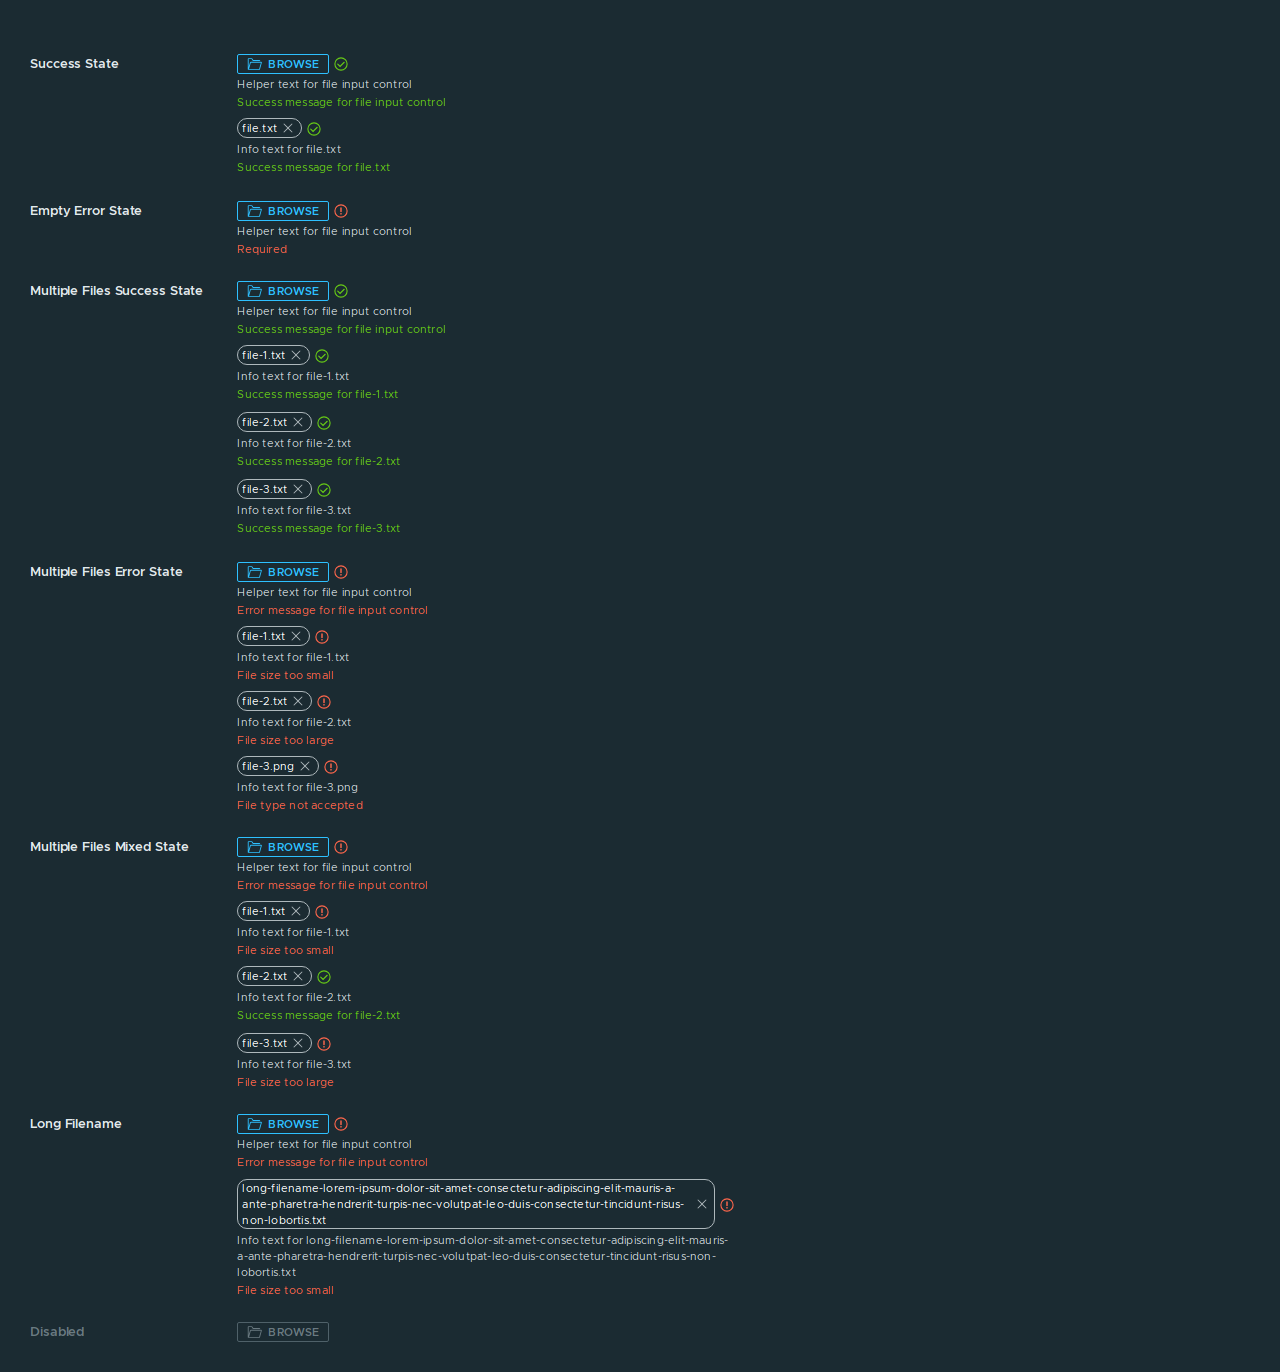 Success State
BROWSE
Helper text for file input control
Success message for file input control
file.txt
Info text for file.txt
Success message for file.txt
Empty Error State
BROWSE
Helper text for file input control
Required
Multiple Files Success State
BROWSE
Helper text for file input control
Success message for file input control
file-1.txt
Info text for file-1.txt
Success message for file-1.txt
file-2.txt
Info text for file-2.txt
Success message for file-2.txt
file-3.txt
Info text for file-3.txt
Success message for file-3.txt
Multiple Files Error State
BROWSE
Helper text for file input control
Error message for file input control
file-1.txt
Info text for file-1.txt
File size too small
file-2.txt
Info text for file-2.txt
File size too large
file-3.png
Info text for file-3.png
File type not accepted
Multiple Files Mixed State
BROWSE
Helper text for file input control
Error message for file input control
file-1.txt
Info text for file-1.txt
File size too small
file-2.txt
Info text for file-2.txt
Success message for file-2.txt
file-3.txt
Info text for file-3.txt
File size too large
Long Filename
BROWSE
Helper text for file input control
Error message for file input control
long-filename-lorem-ipsum-dolor-sit-amet-consectetur-adipiscing-elit-mauris-a-
ante-pharetra-hendrerit-turpis-nec-volutpat-leo-duis-consectetur-tincidunt-risus-
non-lobortis.txt
Info text for long-filename-lorem-ipsum-dolor-sit-amet-consectetur-adipiscing-elit-mauris-
a-ante-pharetra-hendrerit-turpis-nec-volutpat-leo-duis-consectetur-tincidunt-risus-non-
lobortis.txt
File size too small
Disabled
BROWSE